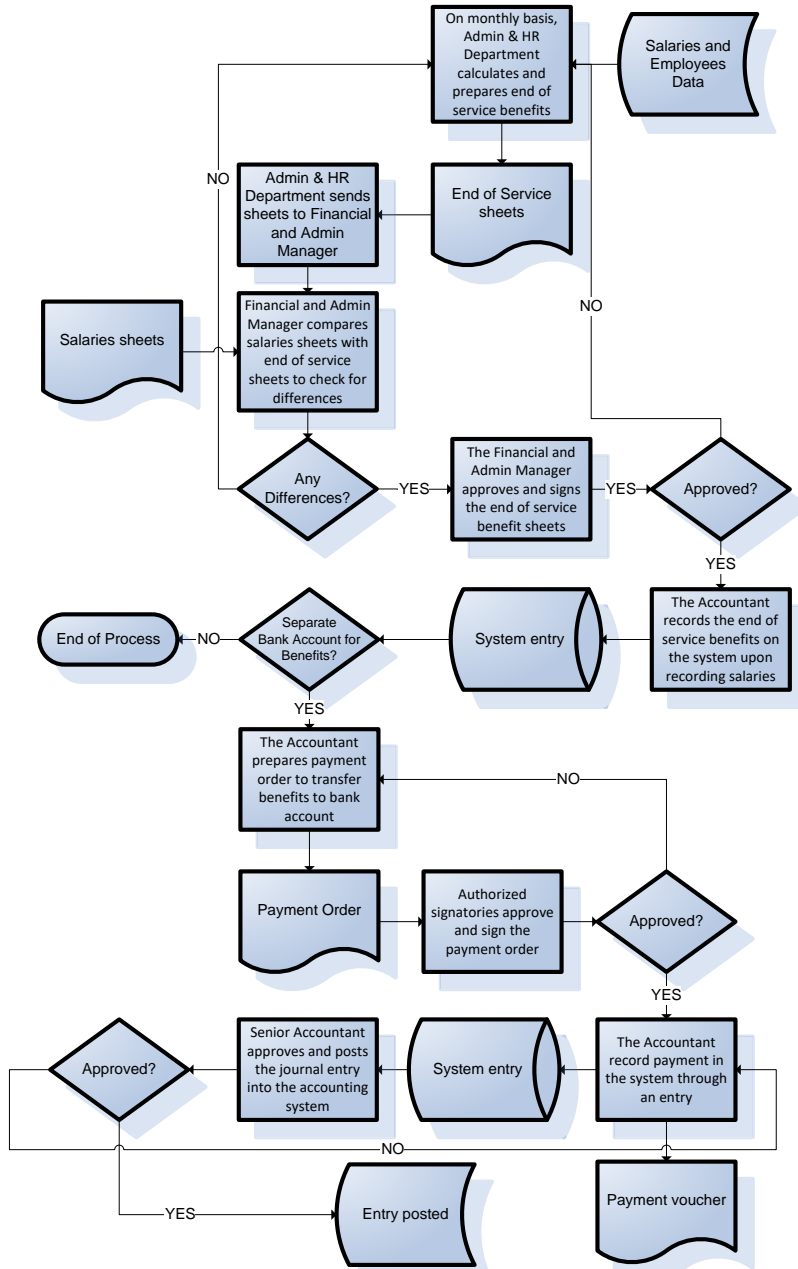 On monthly basis,
Admin & HR
Department
calculates and
prepares end of
service benefits
Salaries and
Employees
Data
NO
Admin & HR
Department sends
sheets to Financial
and Admin
Manager
End of Service
sheets
NO
Salaries sheets
Financial and Admin
Manager compares
salaries sheets with
end of service
sheets to check for
differences
Any
Differences?
YES
The Financial and
Admin Manager
approves and signs
the end of service
benefit sheets
YES
Approved?
YES
End of Process
NO
Separate
Bank Account for
Benefits?
System entry
The Accountant
records the end of
service benefits on
the system upon
recording salaries
YES
The Accountant
prepares payment
order to transfer
benefits to bank
account
NO
Payment Order
Authorized
signatories approve
and sign the
payment order
Approved?
YES
Approved?
Senior Accountant
approves and posts
the journal entry
into the accounting
system
System entry
The Accountant
record payment in
the system through
an entry
NO
YES
Entry posted
Payment voucher